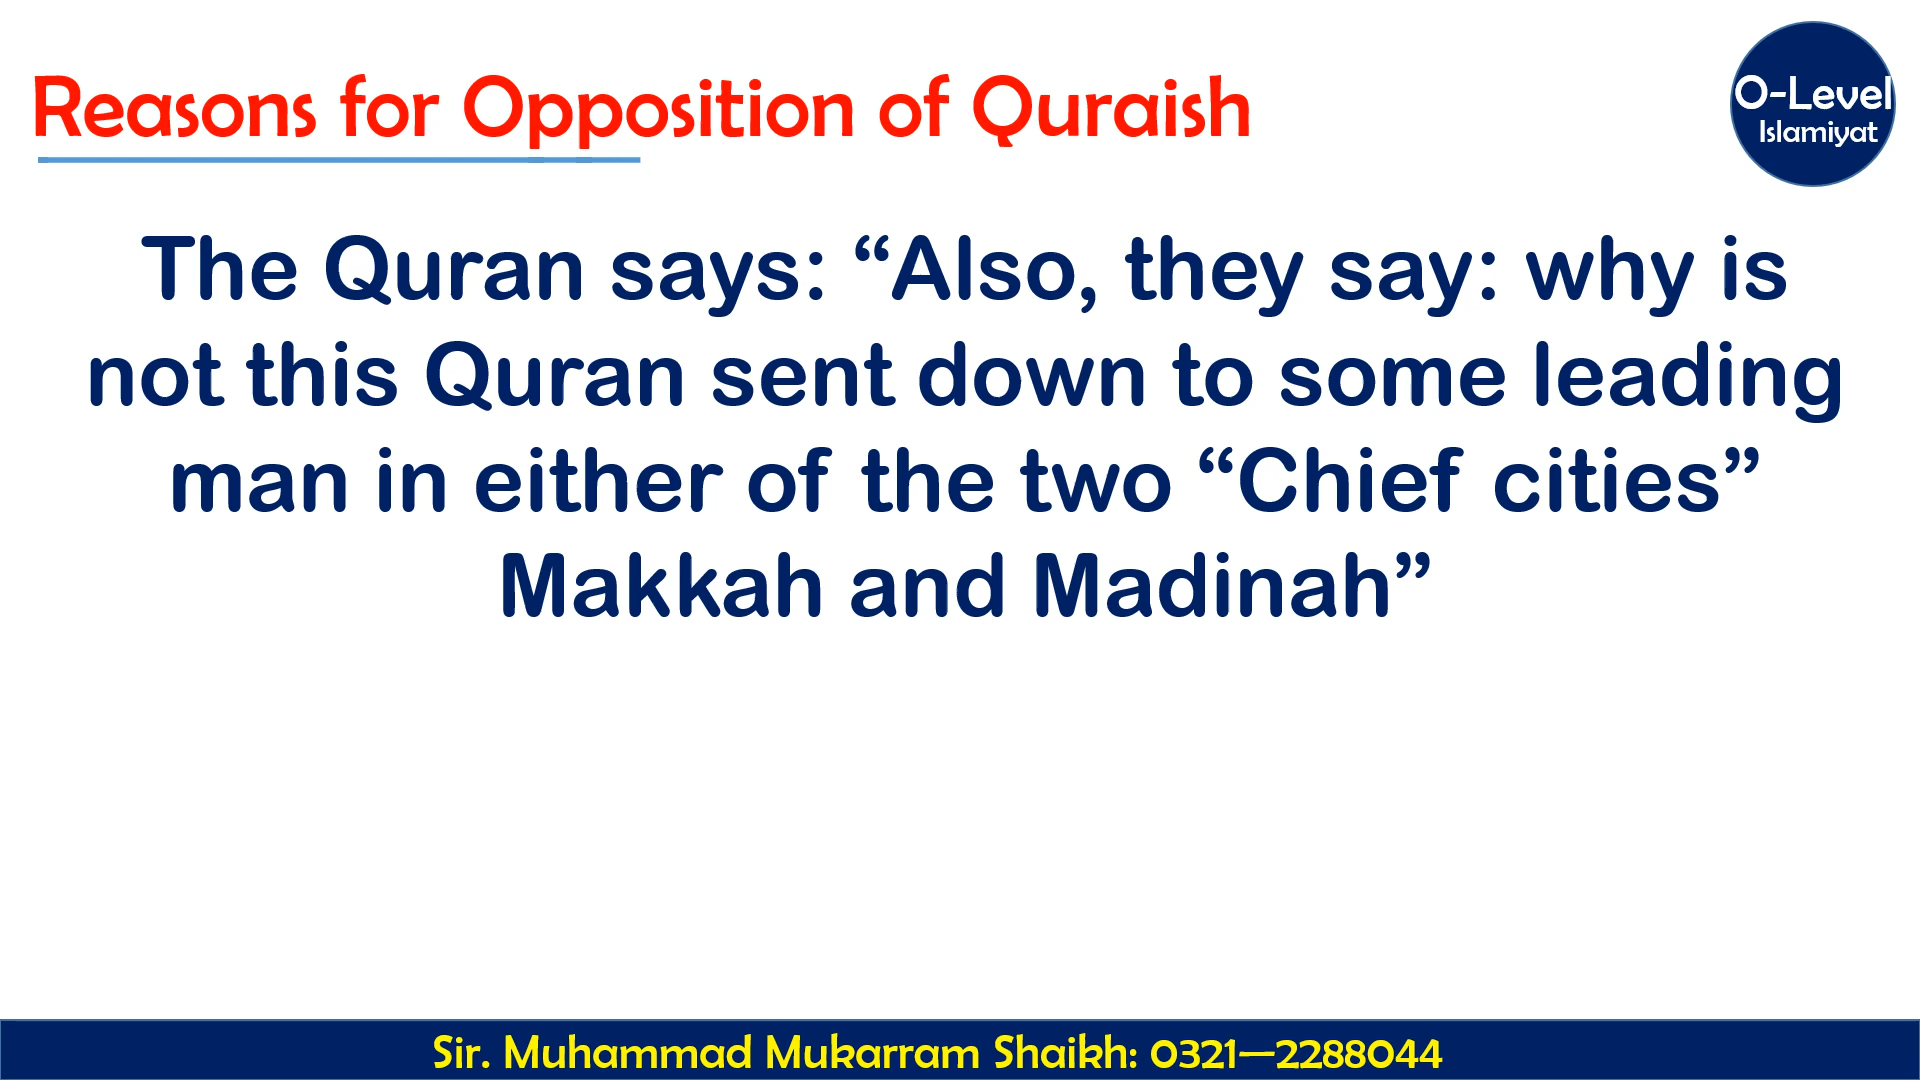 Reasons for Opposition of Quraish
O-Level
Islamiyat
The Quran says: “Also, they say: why is
not this Quran sent down to some leading
man in either of the two “Chief cities”
Makkah and Madinah”
Sir. Muhammad Mukarram Shaikh: 0321—2288044